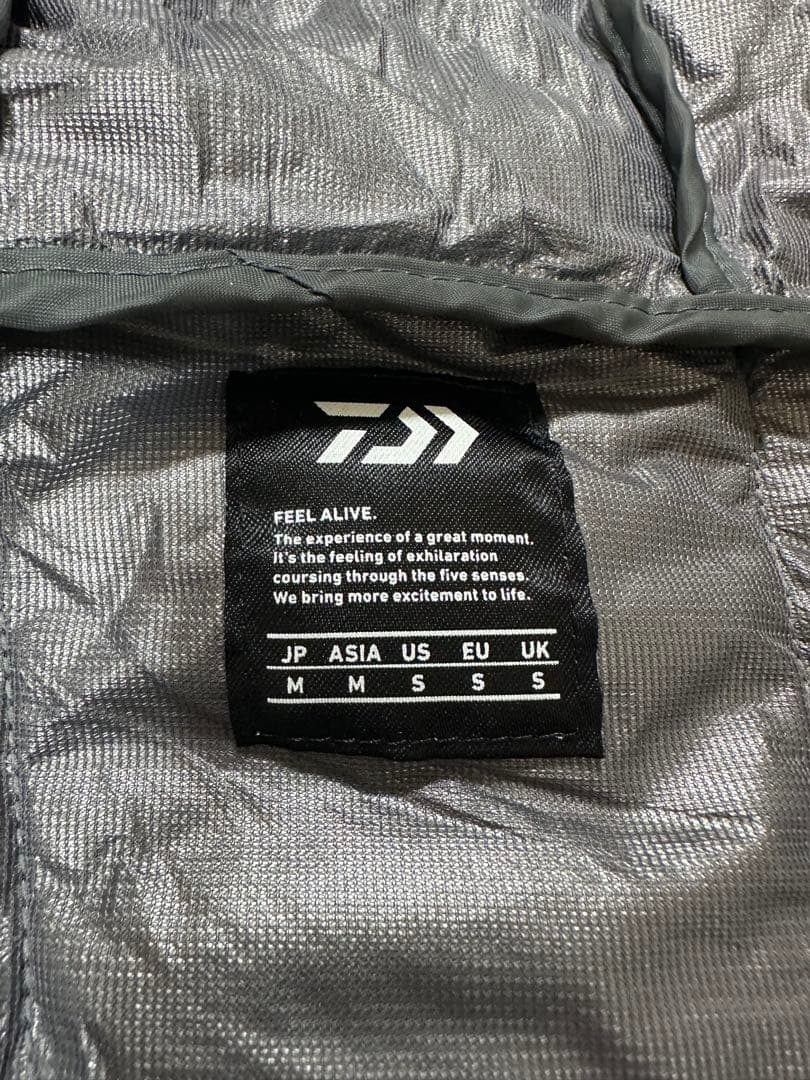 FEEL ALIVE.
The experience of a great moment.
It's the feeling of exhilaration
coursing through the five senses.
We bring more excitement to life.
JP ASIA US EU UK
M M S S S